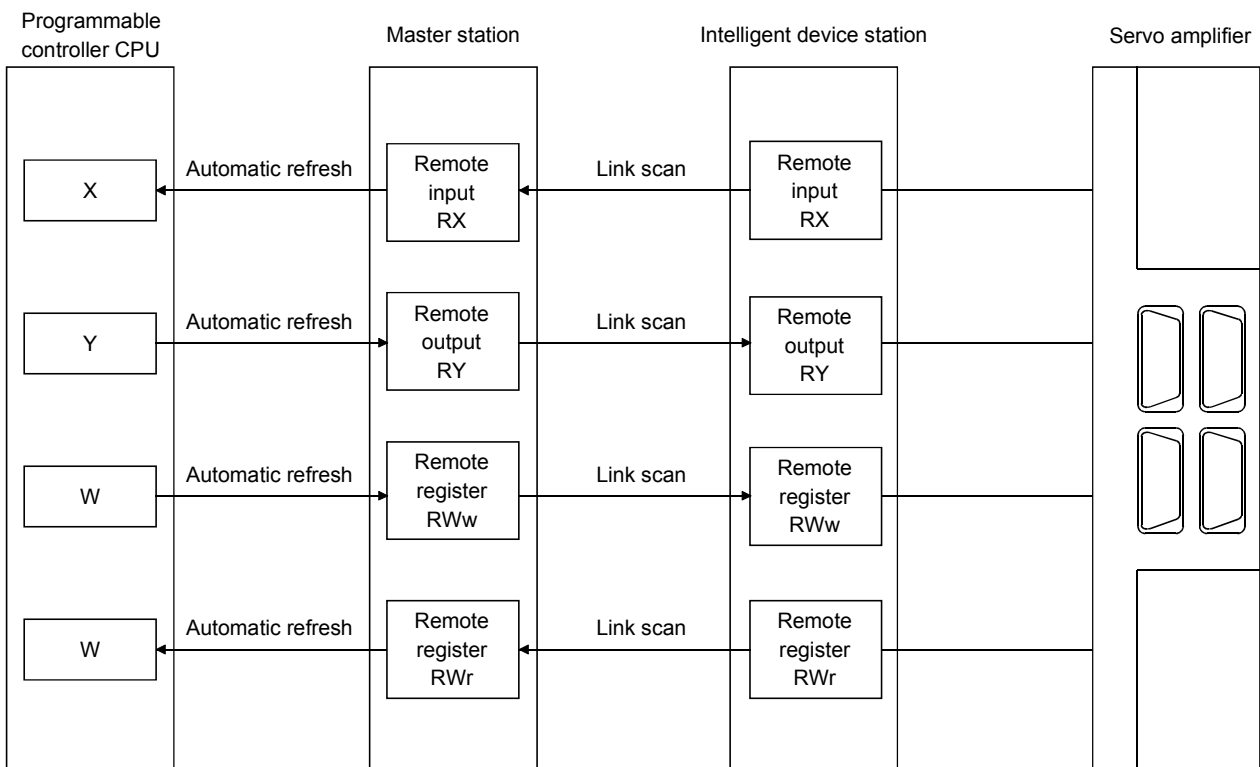 Programmable
controller CPU
Master station
Intelligent device station
Servo amplifier
X
Automatic refresh
Remote
input
RX
Link scan
Remote
input
RX
Y
Automatic refresh
Remote
output
RY
Link scan
Remote
output
RY
W
Automatic refresh
Remote
register
RWw
Link scan
Remote
register
RWw
W
Automatic refresh
Remote
register
RWr
Link scan
Remote
register
RWr